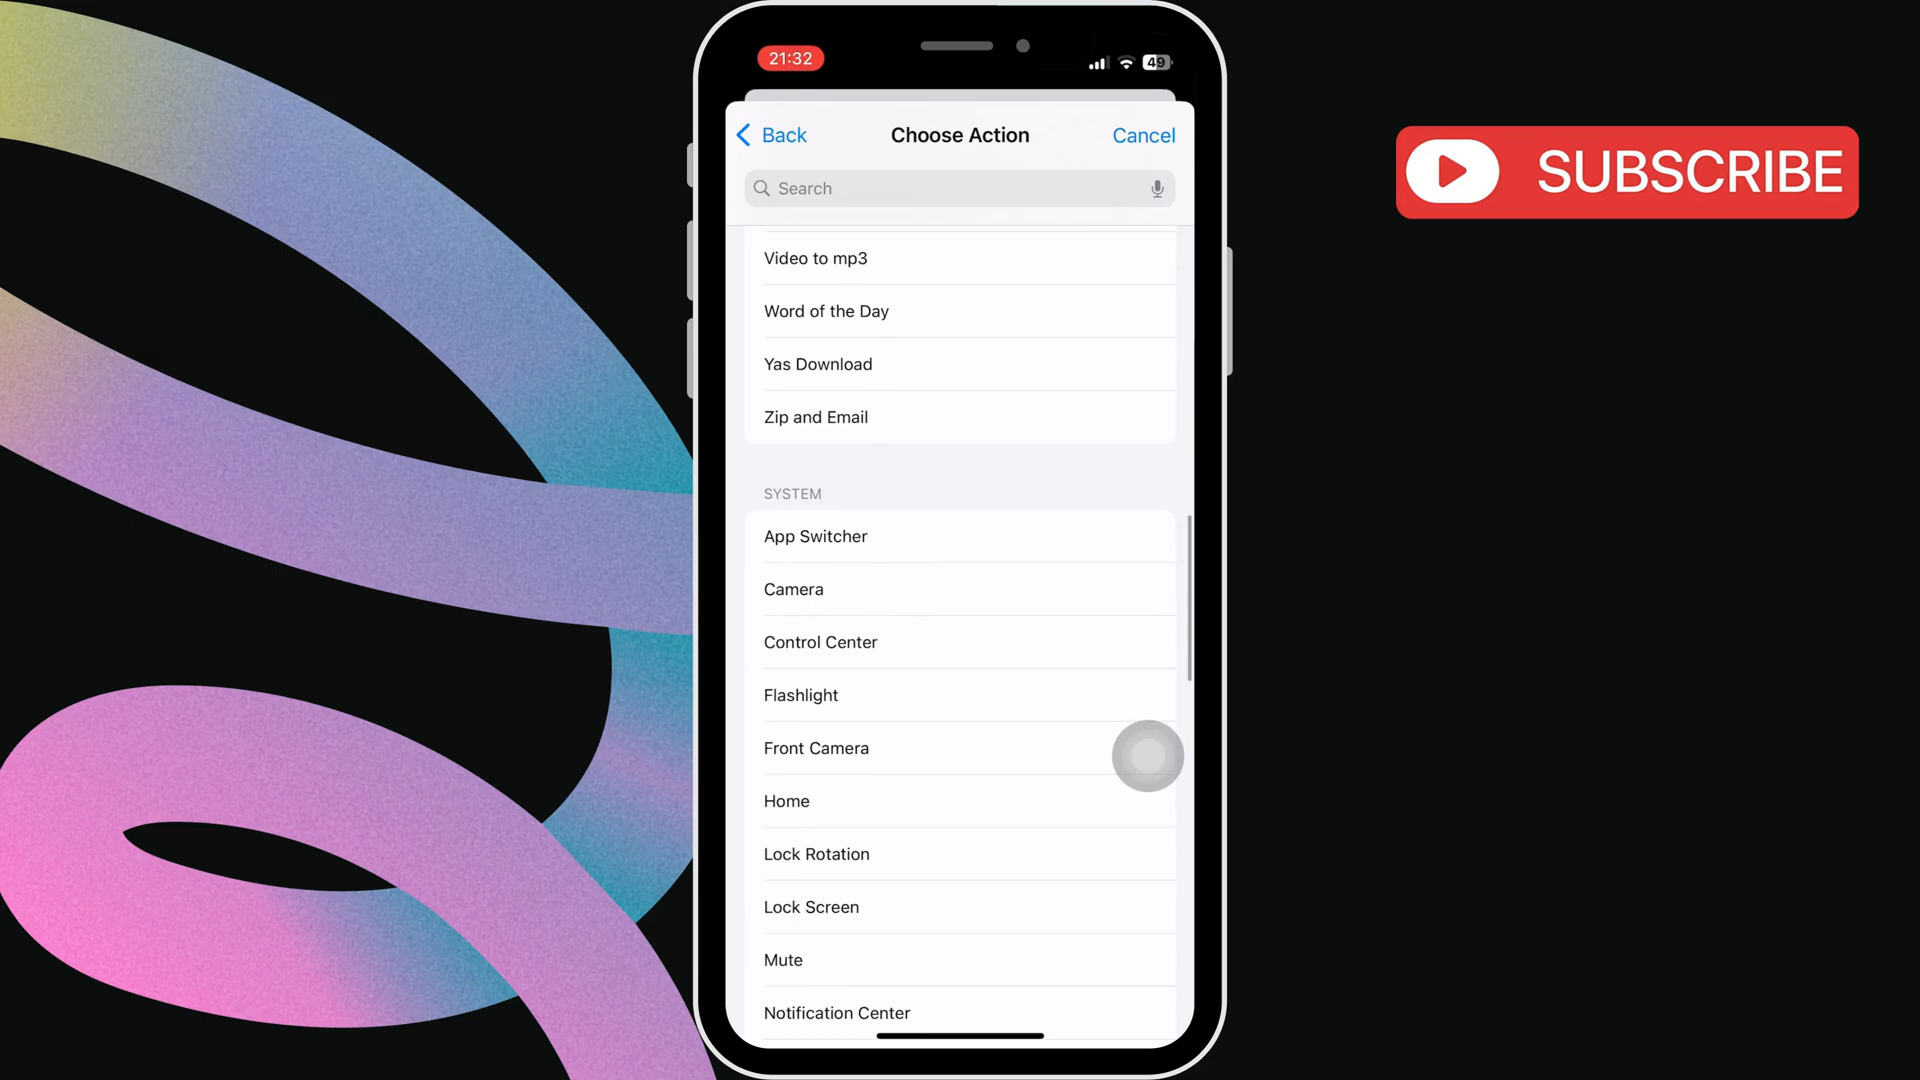 21:32
49
Back
Choose Action
Cancel
SUBSCRIBE
Search
Video to mp3
Word of the Day
Yas Download
Zip and Email
SYSTEM
App Switcher
Camera
Control Center
Flashlight
Front Camera
Home
Lock Rotation
Lock Screen
Mute
Notification Center